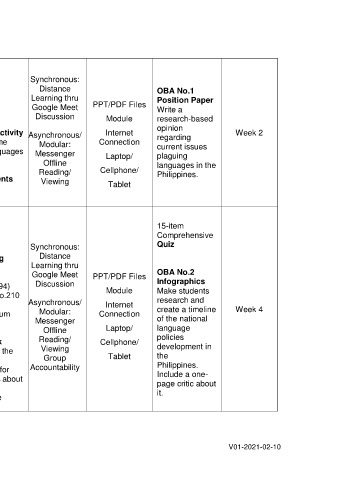 Synchronous:
Distance
Learning thru
Google Meet
Discussion
Asynchronous/
Modular:
Messenger
Offline
Reading/
Viewing
PPT/PDF Files
Module
Internet
Connection
Laptop/
Cellphone/
Tablet
OBA No.1
Position Paper
Write a
research-based
opinion
regarding
current issues
plaguing
languages in the
Philippines.
Week 2
ctivity
ne
guages
ents
Synchronous:
Distance
Learning thru
Google Meet
Discussion
Asynchronous/
Modular:
Messenger
Offline
Reading/
Viewing
Group
Accountability
PPT/PDF Files
Module
Internet
Connection
Laptop/
Cellphone/
Tablet
15-item
Comprehensive
Quiz
OBA No.2
Infographics
Make students
research and
create a timeline
of the national
language
policies
development in
the
Philippines.
Include a one-
page critic about
it.
Week 4
g
94)
o.210
um
k
the
for
about
e
V01-2021-02-10